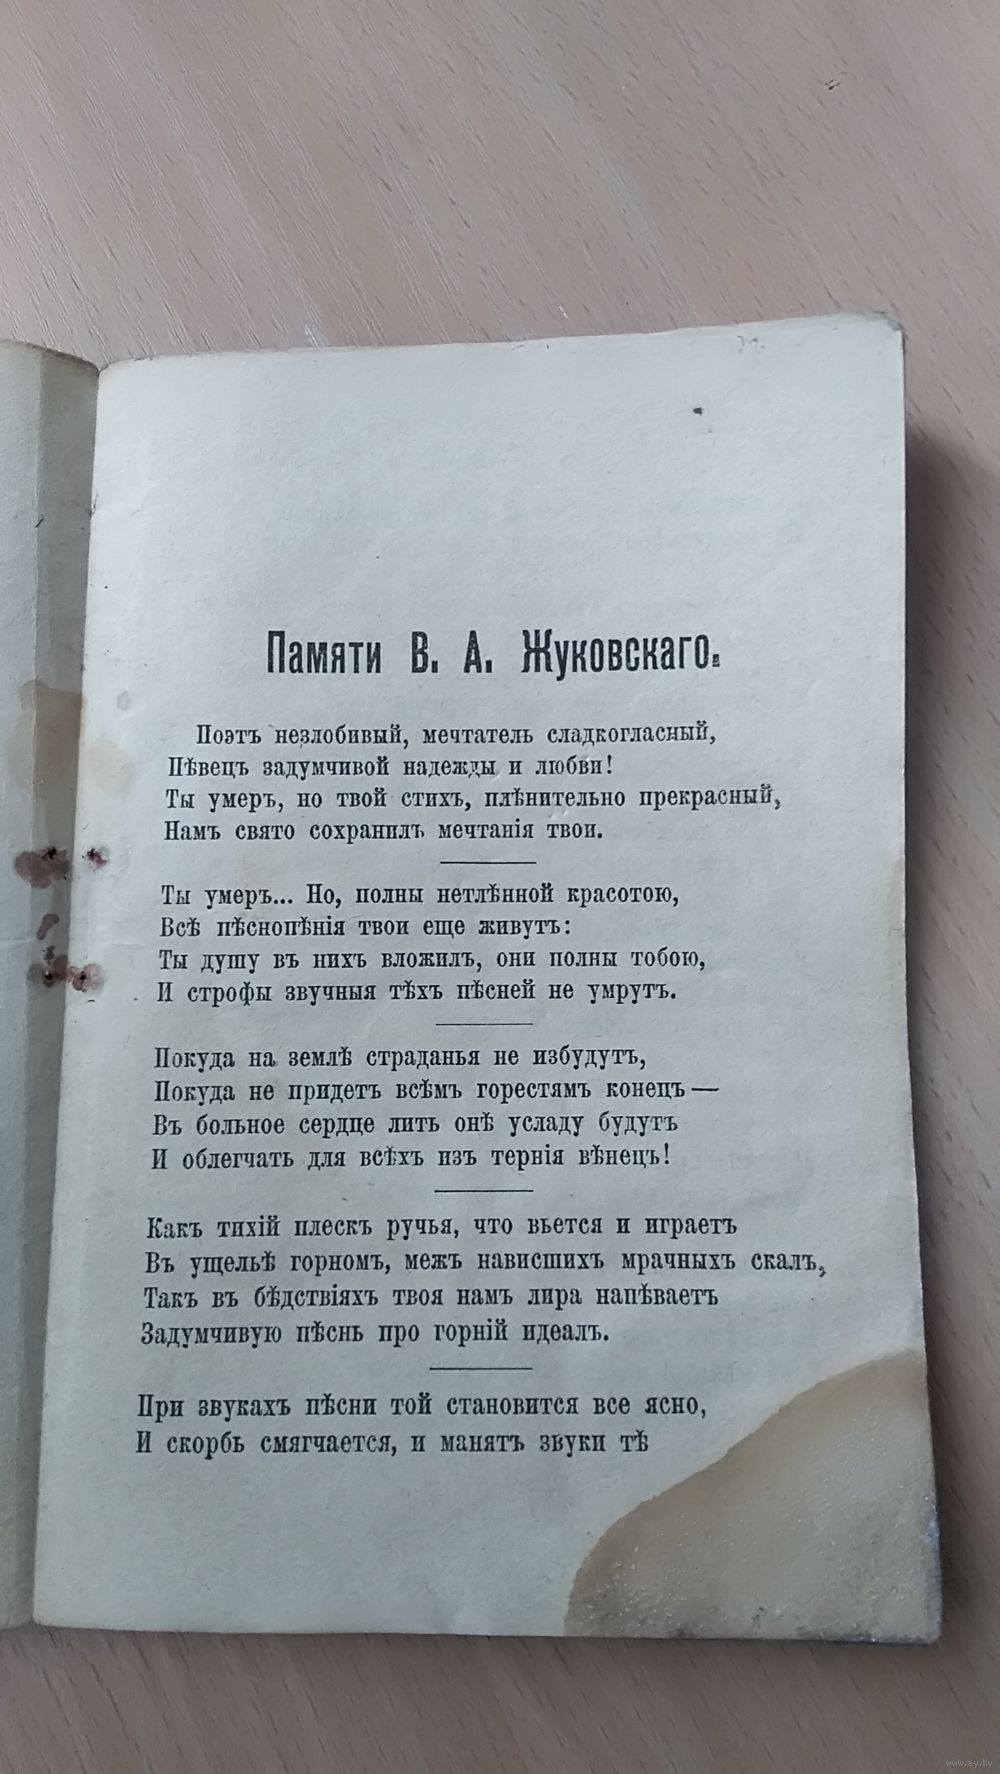 Памяти В. А. Жуковскаго.
Поэтъ незлобивый, мечтатель сладкогласный,
Пѣвецъ задумчивой надежды и любви!
Ты умеръ, но твой стихъ, плѣнительно прекрасный,
Намъ свято сохранилъ мечтанія твои.
Ты умеръ... Но, полны нетлѣнной красотою,
Всѣ пѣснопѣнія твои еще живутъ:
Ты душу въ нихъ вложилъ, они полны тобою,
И строфы звучныя тѣхъ пѣсней не умрутъ.
Покуда на землѣ страданья не избудутъ,
Покуда не придетъ всѣмъ горестямъ конецъ—
Въ больное сердце лить онѣ усладу будутъ
И облегчать для всѣхъ изъ тернія вѣнецъ!
Какъ тихій плескъ ручья, что вьется и играетъ
Въ ущельѣ горномъ, межъ нависшихъ мрачныхъ скалъ,
Такъ въ бѣдствіяхъ твоя намъ лира напѣваетъ
Задумчивую пѣснь про горній идеалъ.
При звукахъ пѣсни той становится все ясно,
И скорбь смягчается, и манятъ звуки тѣ
www.ay.by